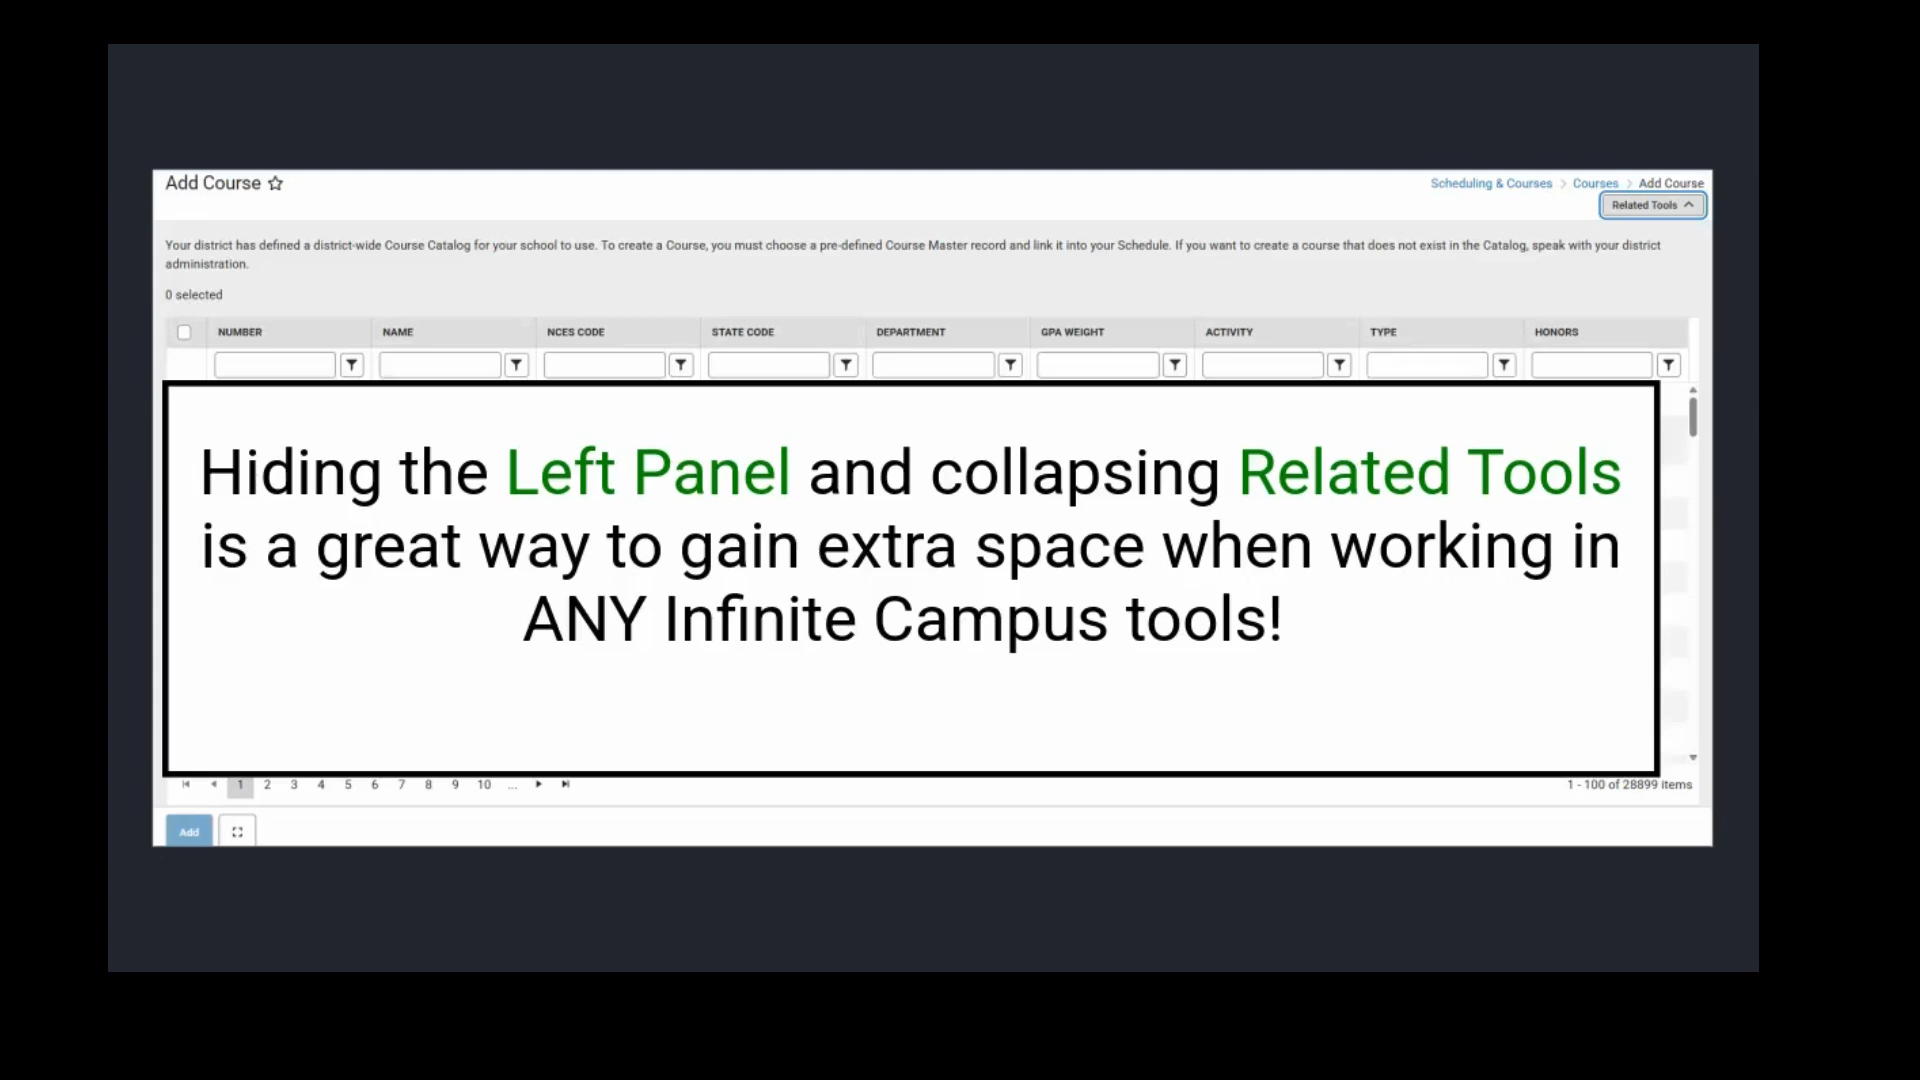 Add Course
Scheduling & Courses > Courses > Add Course
Related Tools
Your district has defined a district-wide Course Catalog for your school to use. To create a Course, you must choose a pre-defined Course Master record and link it into your Schedule. If you want to create a course that does not exist in the Catalog, speak with your district
administration.
0 selected
NUMBER NAME NCES CODE STATE CODE DEPARTMENT GPA WEIGHT ACTIVITY TYPE HONORS
Hiding the Left Panel and collapsing Related Tools
is a great way to gain extra space when working in
ANY Infinite Campus tools!
1 2 3 4 5 6 7 8 9 10 ... 1 - 100 of 28899 items
Add